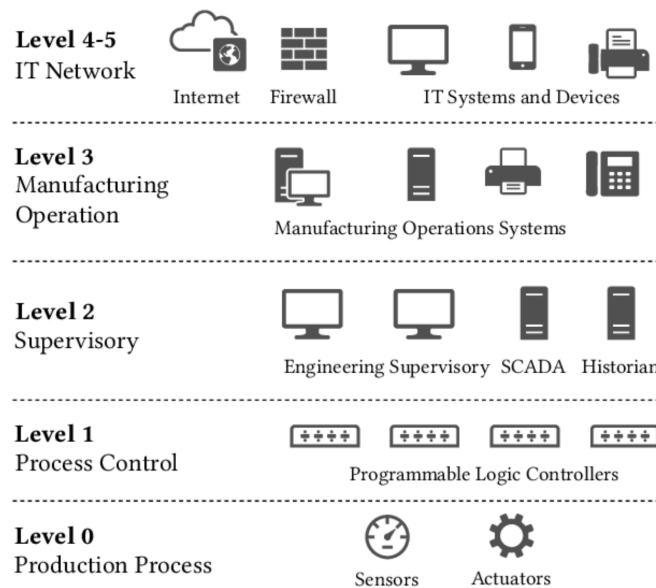 Level 4-5
IT Network
Internet Firewall IT Systems and Devices
Level 3
Manufacturing
Operation
Manufacturing Operations Systems
Level 2
Supervisory
Engineering Supervisory SCADA Historian
Level 1
Process Control
Programmable Logic Controllers
Level 0
Production Process
Sensors Actuators